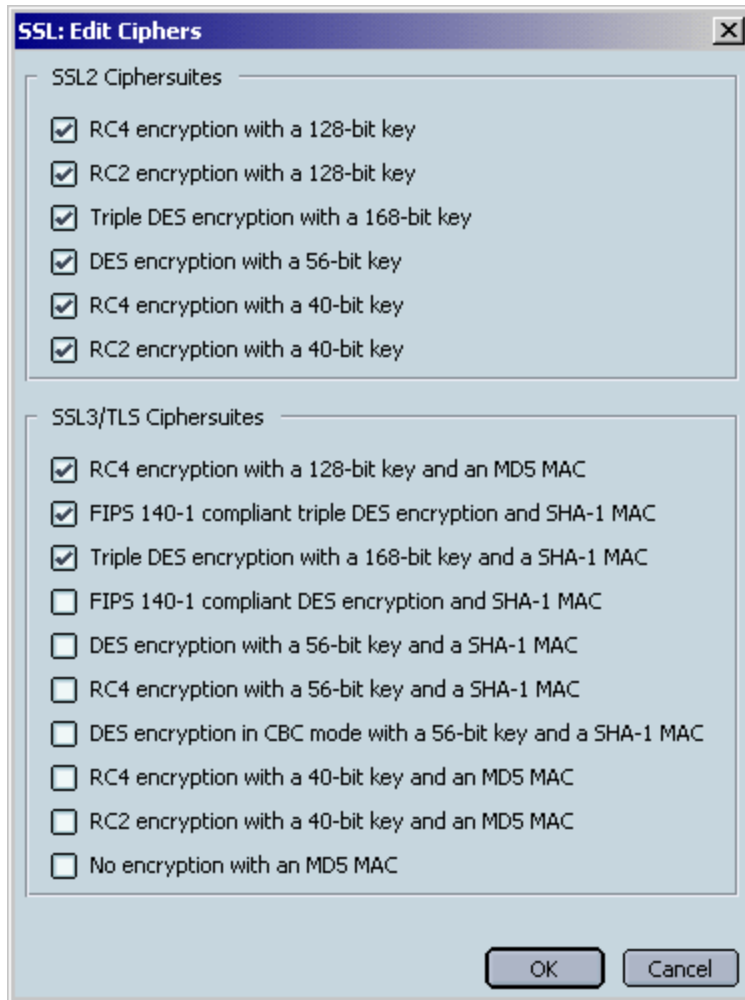 SSL: Edit Ciphers
SSL2 Ciphersuites
RC4 encryption with a 128-bit key
RC2 encryption with a 128-bit key
Triple DES encryption with a 168-bit key
DES encryption with a 56-bit key
RC4 encryption with a 40-bit key
RC2 encryption with a 40-bit key
SSL3/TLS Ciphersuites
RC4 encryption with a 128-bit key and an MD5 MAC
FIPS 140-1 compliant triple DES encryption and SHA-1 MAC
Triple DES encryption with a 168-bit key and a SHA-1 MAC
FIPS 140-1 compliant DES encryption and SHA-1 MAC
DES encryption with a 56-bit key and a SHA-1 MAC
RC4 encryption with a 56-bit key and a SHA-1 MAC
DES encryption in CBC mode with a 56-bit key and a SHA-1 MAC
RC4 encryption with a 40-bit key and an MD5 MAC
RC2 encryption with a 40-bit key and an MD5 MAC
No encryption with an MD5 MAC
OK Cancel